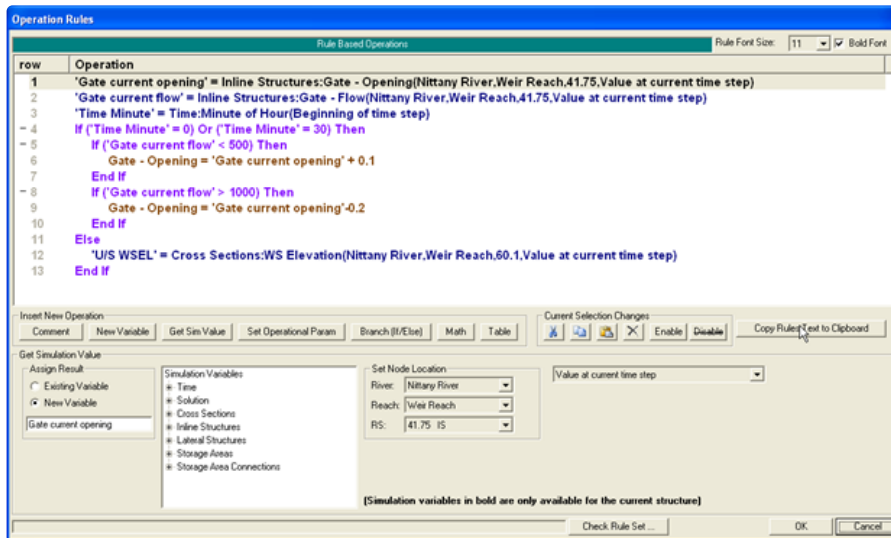 Operation Rules
Rule Based Operations Rule Font Size: 11 Bold Font
row Operation
1 'Gate current opening' = Inline Structures:Gate - Opening(Nittany River,Weir Reach,41.75,Value at current time step)
2 'Gate current flow' = Inline Structures:Gate - Flow(Nittany River,Weir Reach,41.75,Value at current time step)
3 'Time Minute' = Time:Minute of Hour(Beginning of time step)
4 If ('Time Minute' = 0) Or ('Time Minute' = 30) Then
5 If ('Gate current flow' < 500) Then
6 Gate - Opening = 'Gate current opening' + 0.1
7 End If
8 If ('Gate current flow' > 1000) Then
9 Gate - Opening = 'Gate current opening'-0.2
10 End If
11 Else
12 'U/S WSEL' = Cross Sections:WS Elevation(Nittany River,Weir Reach,60.1,Value at current time step)
13 End If
Insert New Operation Current Selection Changes
Comment New Variable Get Sim Value Set Operational Param Branch (If/Else) Math Table Enable Disable Copy Rules Text to Clipboard
Get Simulation Value
Assign Result
Existing Variable
New Variable
Gate current opening
Simulation Variables
Time
Solution
Cross Sections
Inline Structures
Lateral Structures
Storage Areas
Storage Area Connections
Set Node Location
River: Nittany River
Reach: Weir Reach
RS: 41.75 IS
Value at current time step
(Simulation variables in bold are only available for the current structure)
Check Rule Set ... OK Cancel